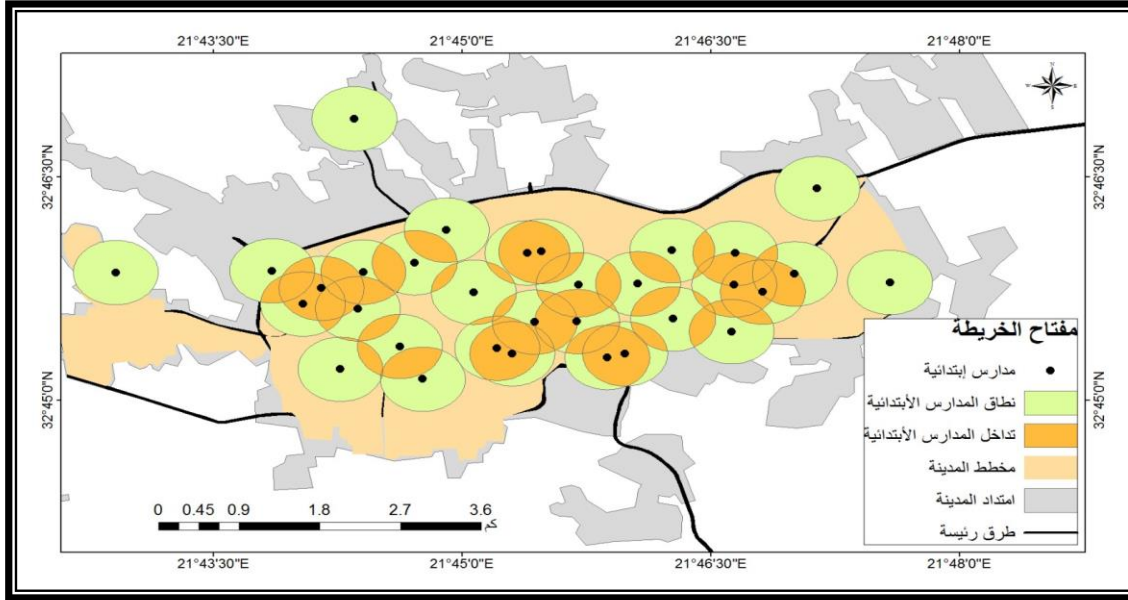 21°43'30"E 21°45'0"E 21°46'30"E 21°48'0"E
32°46'30"N 32°46'30"N
32°45'0"N 32°45'0"N
مفتاح الخريطة
مدارس إبتدائية
نطاق المدارس الأبتدائية
تداخل المدارس الأبتدائية
مخطط المدينة
امتداد المدينة
طرق رئيسة
0 0.45 0.9 1.8 2.7 3.6
كم
21°43'30"E 21°45'0"E 21°46'30"E 21°48'0"E